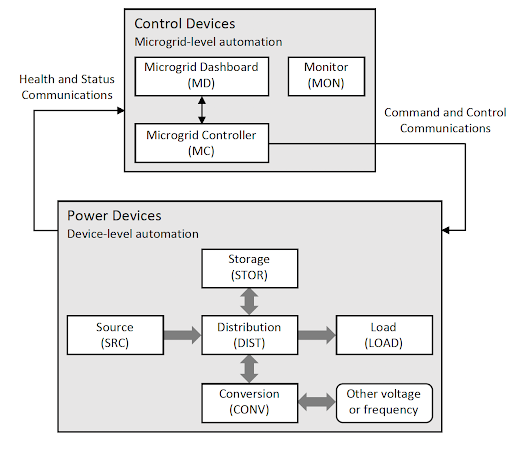 Control Devices
Microgrid-level automation
Microgrid Dashboard
(MD)
Monitor
(MON)
Health and Status
Communications
Microgrid Controller
(MC)
Command and Control
Communications
Power Devices
Device-level automation
Storage
(STOR)
Source
(SRC)
Distribution
(DIST)
Load
(LOAD)
Conversion
(CONV)
Other voltage
or frequency